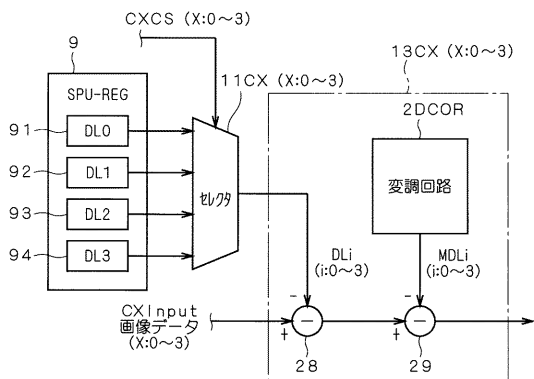 CXCS (X:0～3)
9
13CX (X:0～3)
11CX (X:0～3)
2DCOR
SPU-REG
91
DL0
92
DL1
93
DL2
94
DL3
セレクタ
変調回路
DLi
(i:0～3)
MDLi
(i:0～3)
CXInput
画像データ
(X:0～3)
-
+
-
28
-
+
-
29